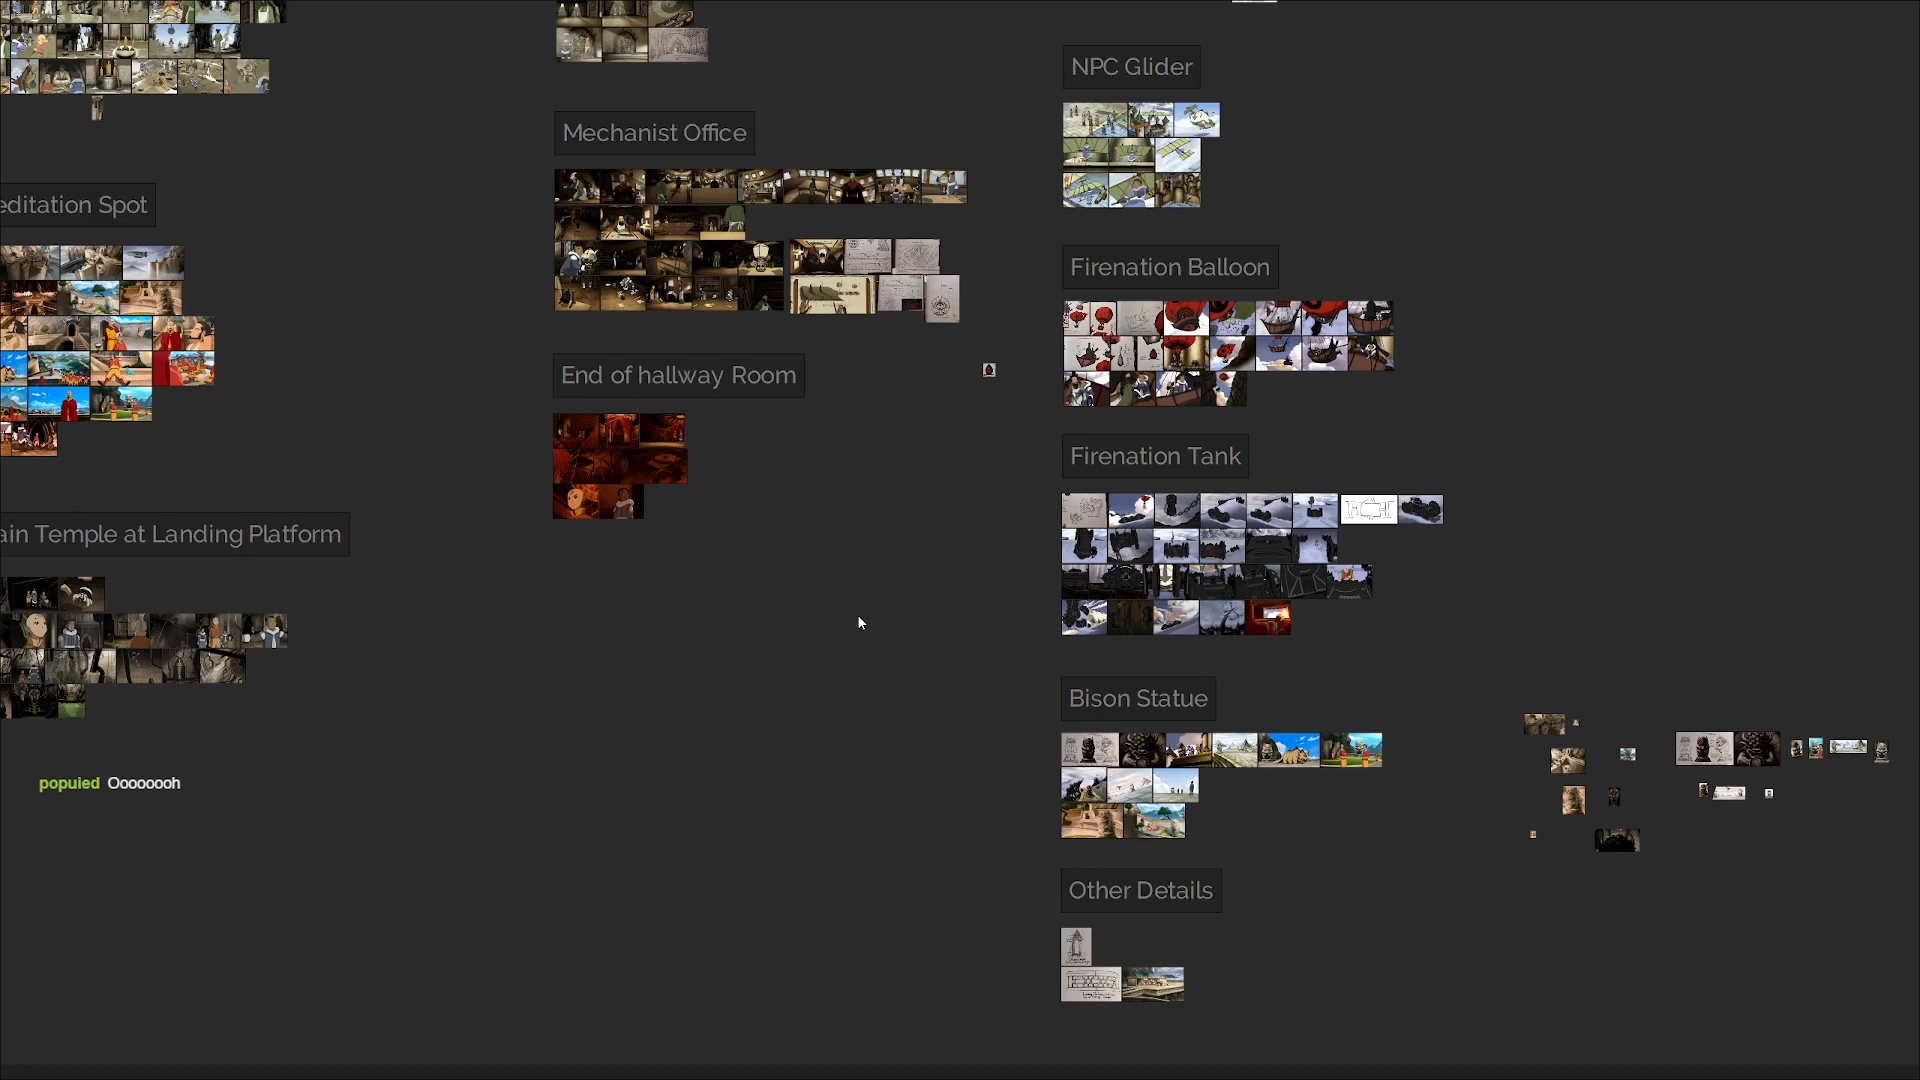 NPC Glider
Mechanist Office
editation Spot
Firenation Balloon
End of hallway Room
Firenation Tank
ain Temple at Landing Platform
Bison Statue
popuied Oooooooh
Other Details